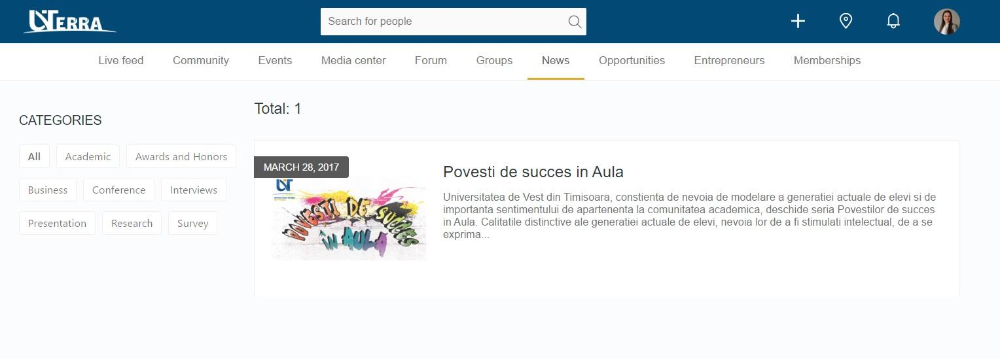 UVTERRA
Search for people
Live feed
Community
Events
Media center
Forum
Groups
News
Opportunities
Entrepreneurs
Memberships
CATEGORIES
All
Academic
Awards and Honors
Business
Conference
Interviews
Presentation
Research
Survey
Total: 1
MARCH 28, 2017
UVT
POVESTI DE SUCCES
ÎN AULA
Povesti de succes in Aula
Universitatea de Vest din Timisoara, constienta de nevoia de modelare a generatiei actuale de elevi si de
importanta sentimentului de apartenenta la comunitatea academica, deschide seria Povestilor de succes
in Aula. Calitatile distinctive ale generatiei actuale de elevi, nevoia lor de a fi stimulati intelectual, de a se
exprima...